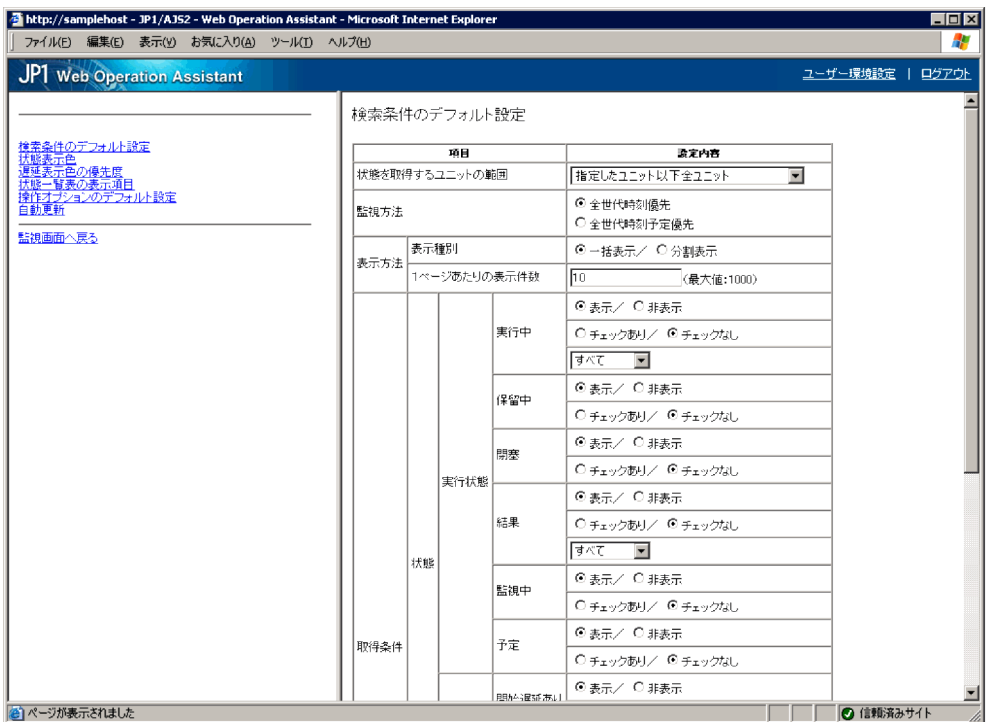 http://samplehost - JP1/AJS2 - Web Operation Assistant - Microsoft Internet Explorer
ファイル(F) 編集(E) 表示(V) お気に入り(A) ツール(T) ヘルプ(H)
JP1 Web Operation Assistant ユーザー環境設定 | ログアウト
検索条件のデフォルト設定
状態表示色
遅延表示色の優先度
状態一覧表の表示項目
操作オプションのデフォルト設定
自動更新
監視画面へ戻る
検索条件のデフォルト設定
項目 設定内容
状態を取得するユニットの範囲 指定したユニット以下全ユニット
監視方法 全世代時刻優先
全世代時刻予定優先
表示方法 表示種別 一括表示／ 分割表示
1ページあたりの表示件数 10 (最大値:1000)
取得条件 状態 実行状態 実行中 表示／ 非表示
チェックあり／ チェックなし
すべて
保留中 表示／ 非表示
チェックあり／ チェックなし
閉塞 表示／ 非表示
チェックあり／ チェックなし
結果 表示／ 非表示
チェックあり／ チェックなし
すべて
監視中 表示／ 非表示
チェックあり／ チェックなし
予定 表示／ 非表示
チェックあり／ チェックなし
開始遅延あり 表示／ 非表示
ページが表示されました 信頼済みサイト